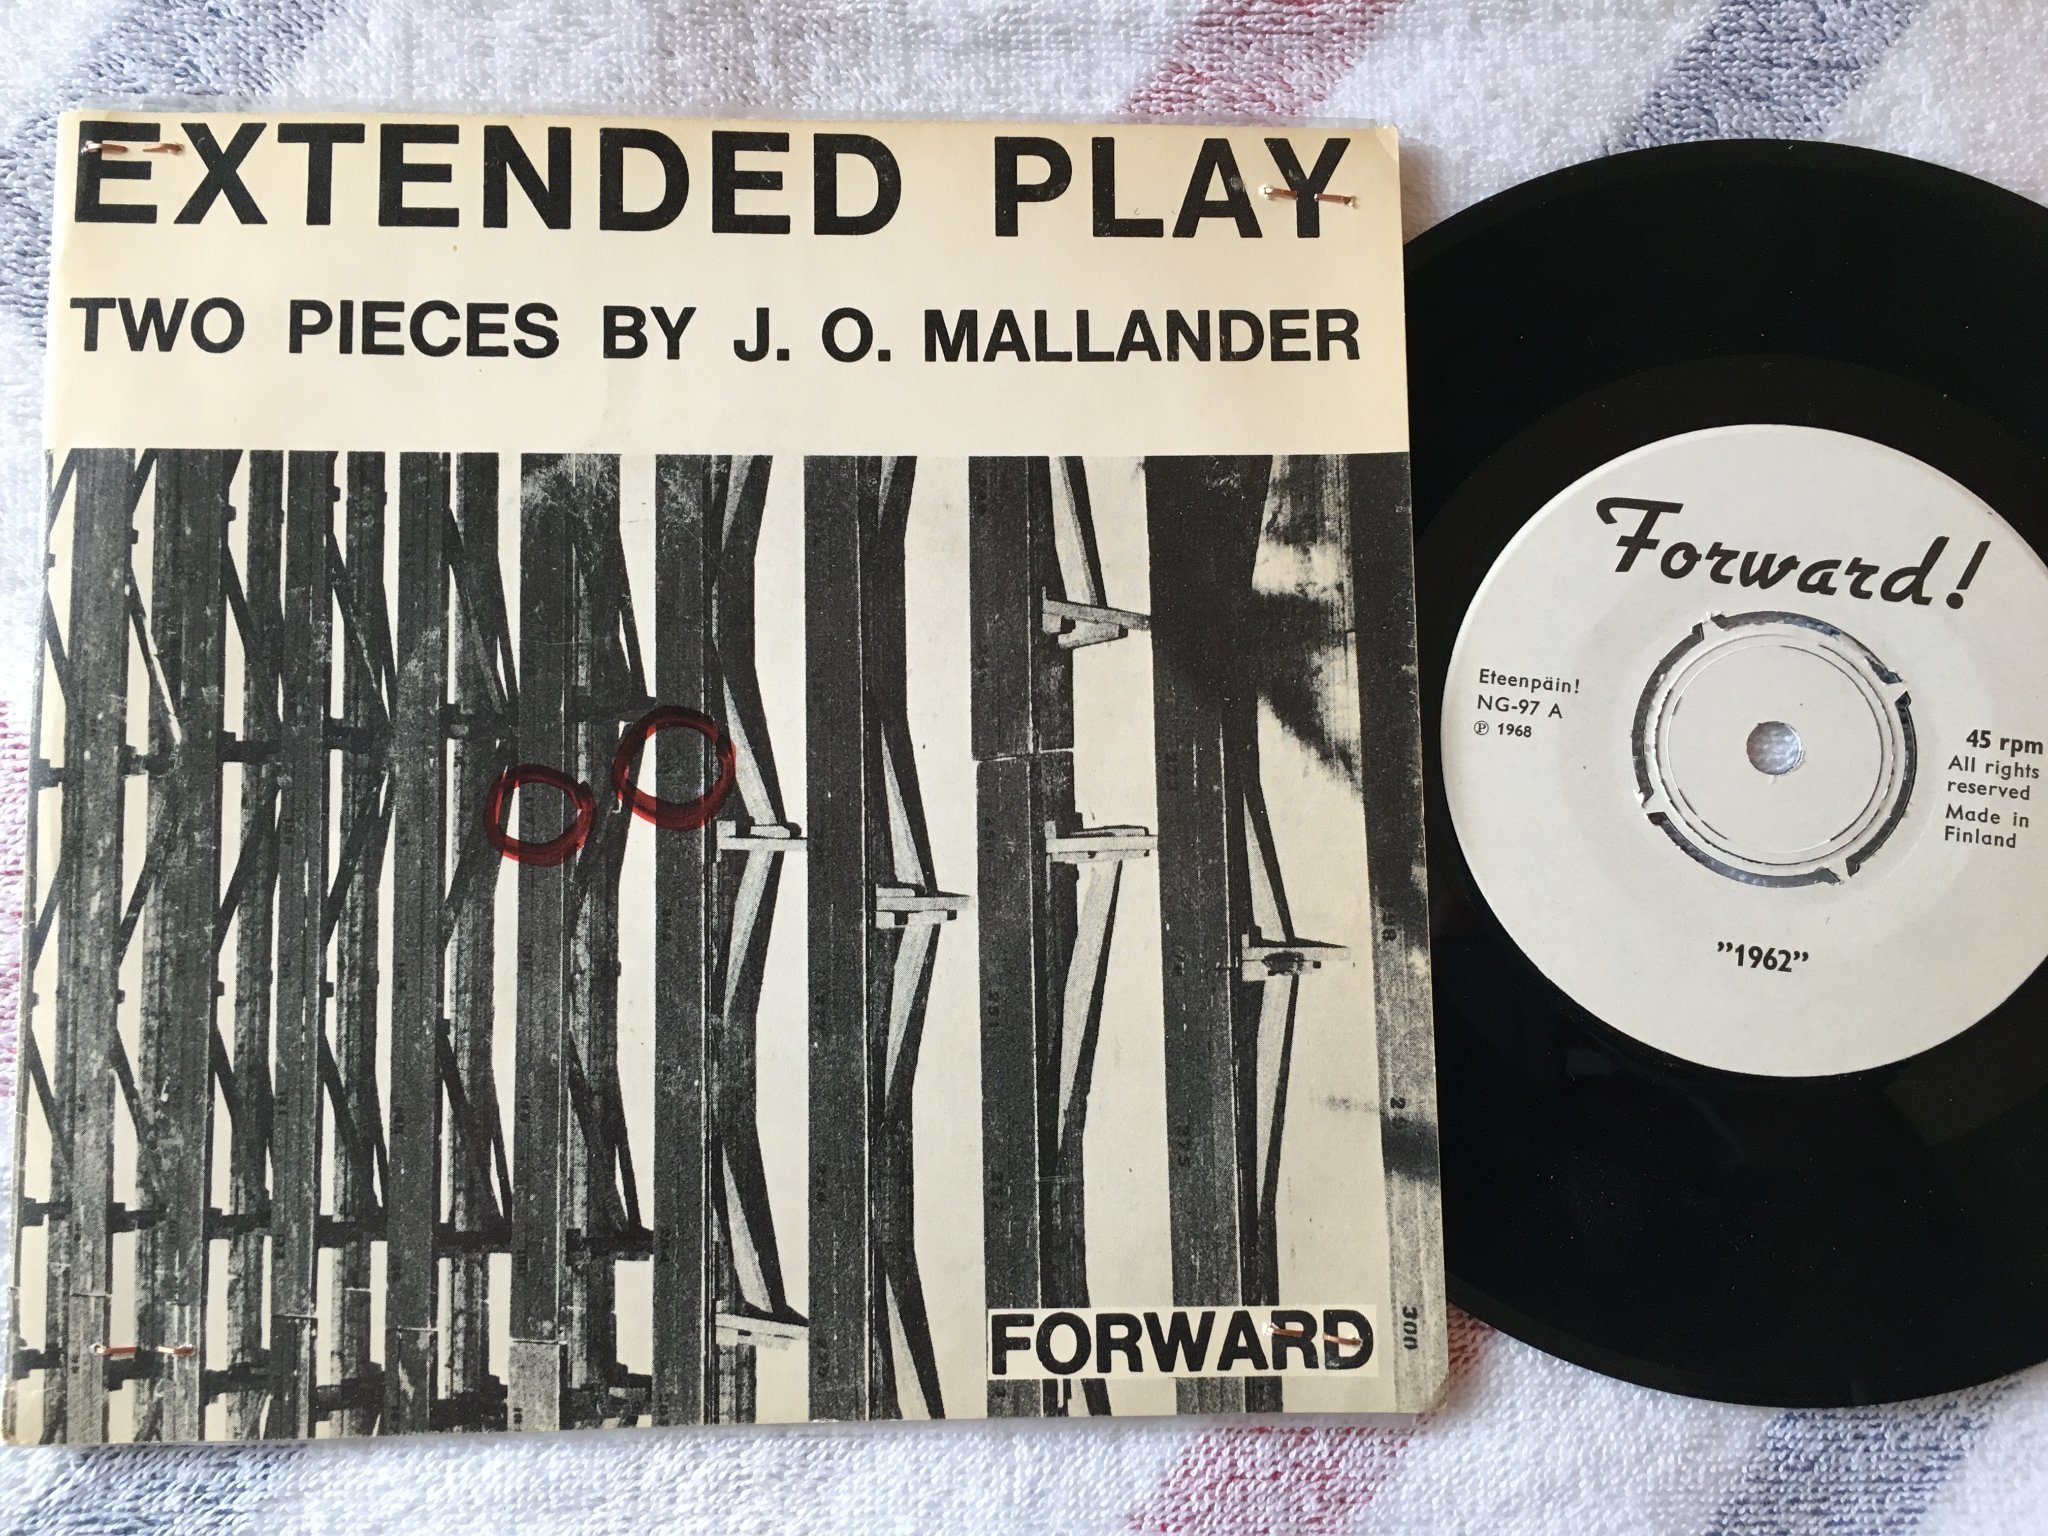 EXTENDED PLAY
TWO PIECES BY J. O. MALLANDER
FORWARD
300
Forward!
Eteenpäin!
NG-97 A
Ⓟ 1968
45 rpm
All rights
reserved
Made in
Finland
”1962”